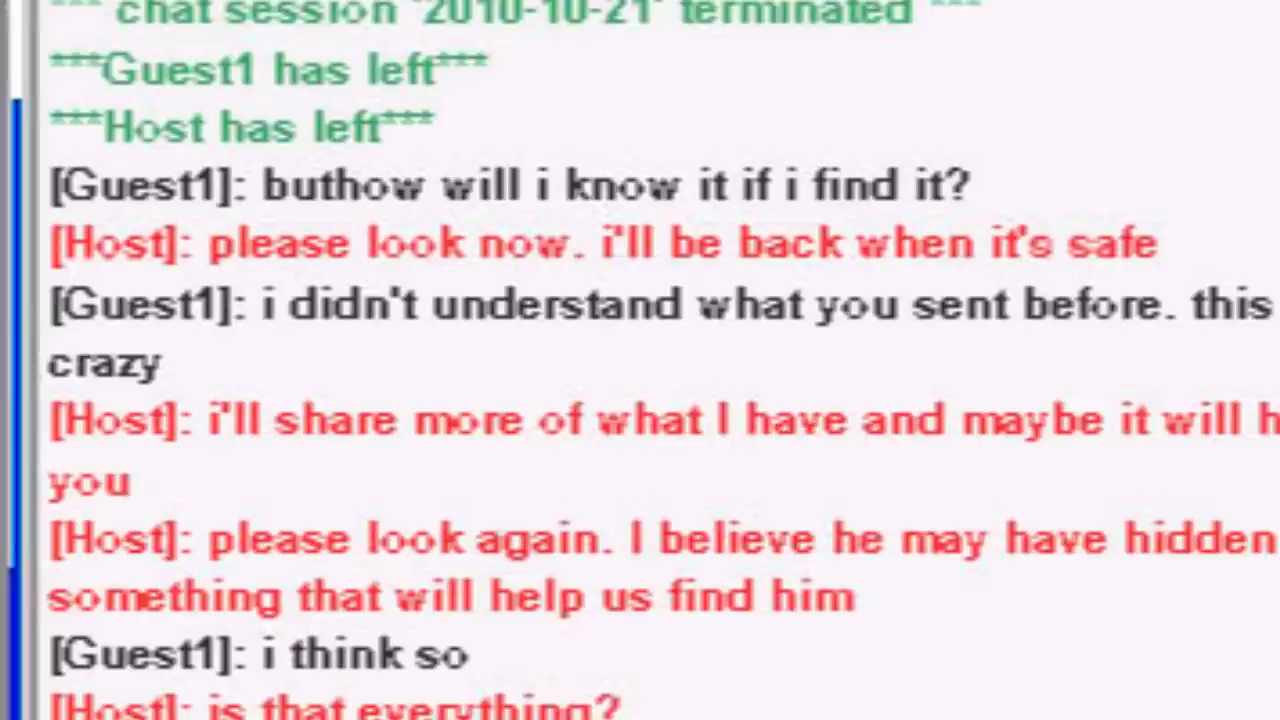 *** chat session '2010-10-21' terminated ***
***Guest1 has left***
***Host has left***
[Guest1]: buthow will i know it if i find it?
[Host]: please look now. i'll be back when it's safe
[Guest1]: i didn't understand what you sent before. this
crazy
[Host]: i'll share more of what I have and maybe it will
you
[Host]: please look again. I believe he may have hidden
something that will help us find him
[Guest1]: i think so
[Host]: is that everything?